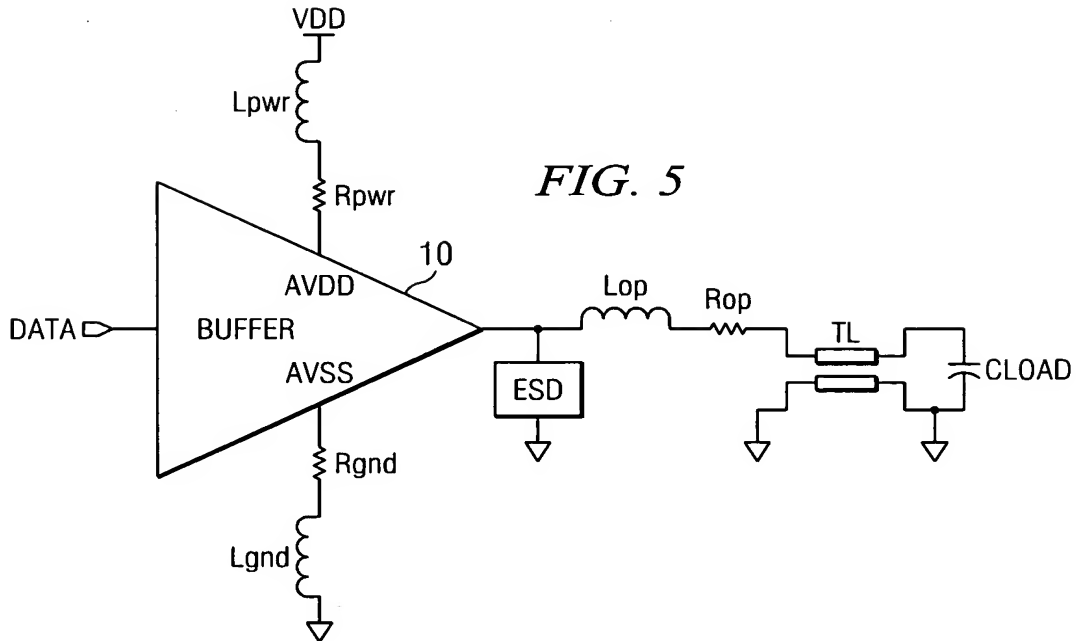 VDD
Lpwr
Rpwr
FIG. 5
10
AVDD
Lop
Rop
DATA
BUFFER
TL
AVSS
ESD
CLOAD
Rgnd
Lgnd